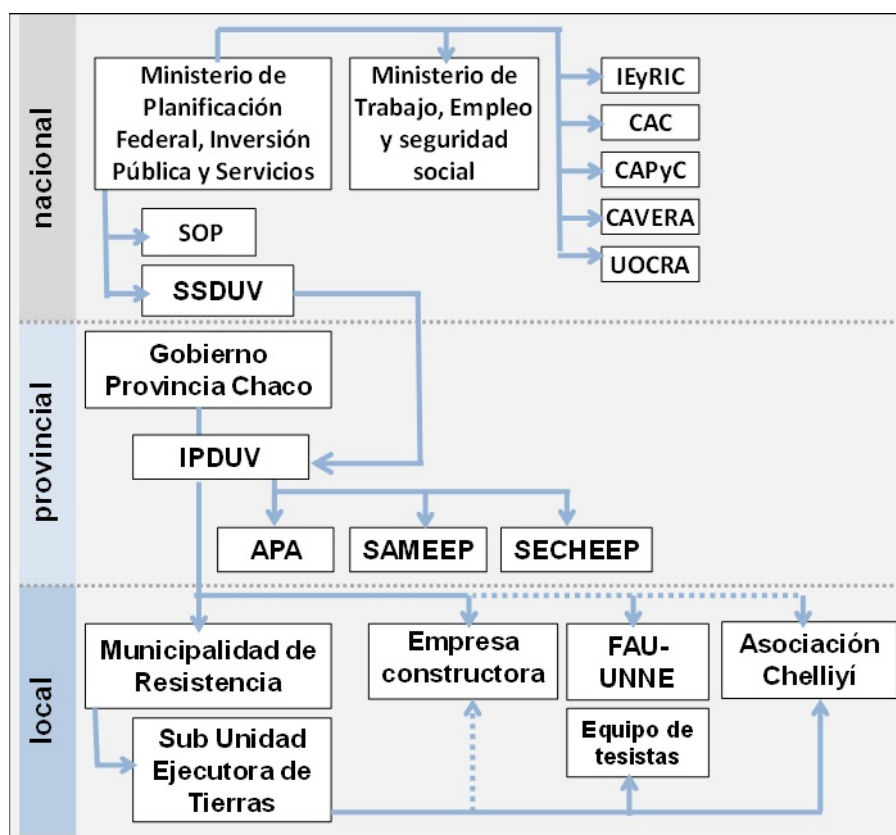 nacional
Ministerio de
Planificación
Federal, Inversión
Pública y Servicios
Ministerio de
Trabajo, Empleo
y seguridad
social
IEyRIC
CAC
CAPyC
CAVERA
UOCRA
SOP
SSDUV
provincial
Gobierno
Provincia Chaco
IPDUV
APA
SAMEEP
SECHEEP
local
Municipalidad de
Resistencia
Empresa
constructora
FAU-
UNNE
Asociación
Chelliyí
Sub Unidad
Ejecutora de
Tierras
Equipo de
tesistas